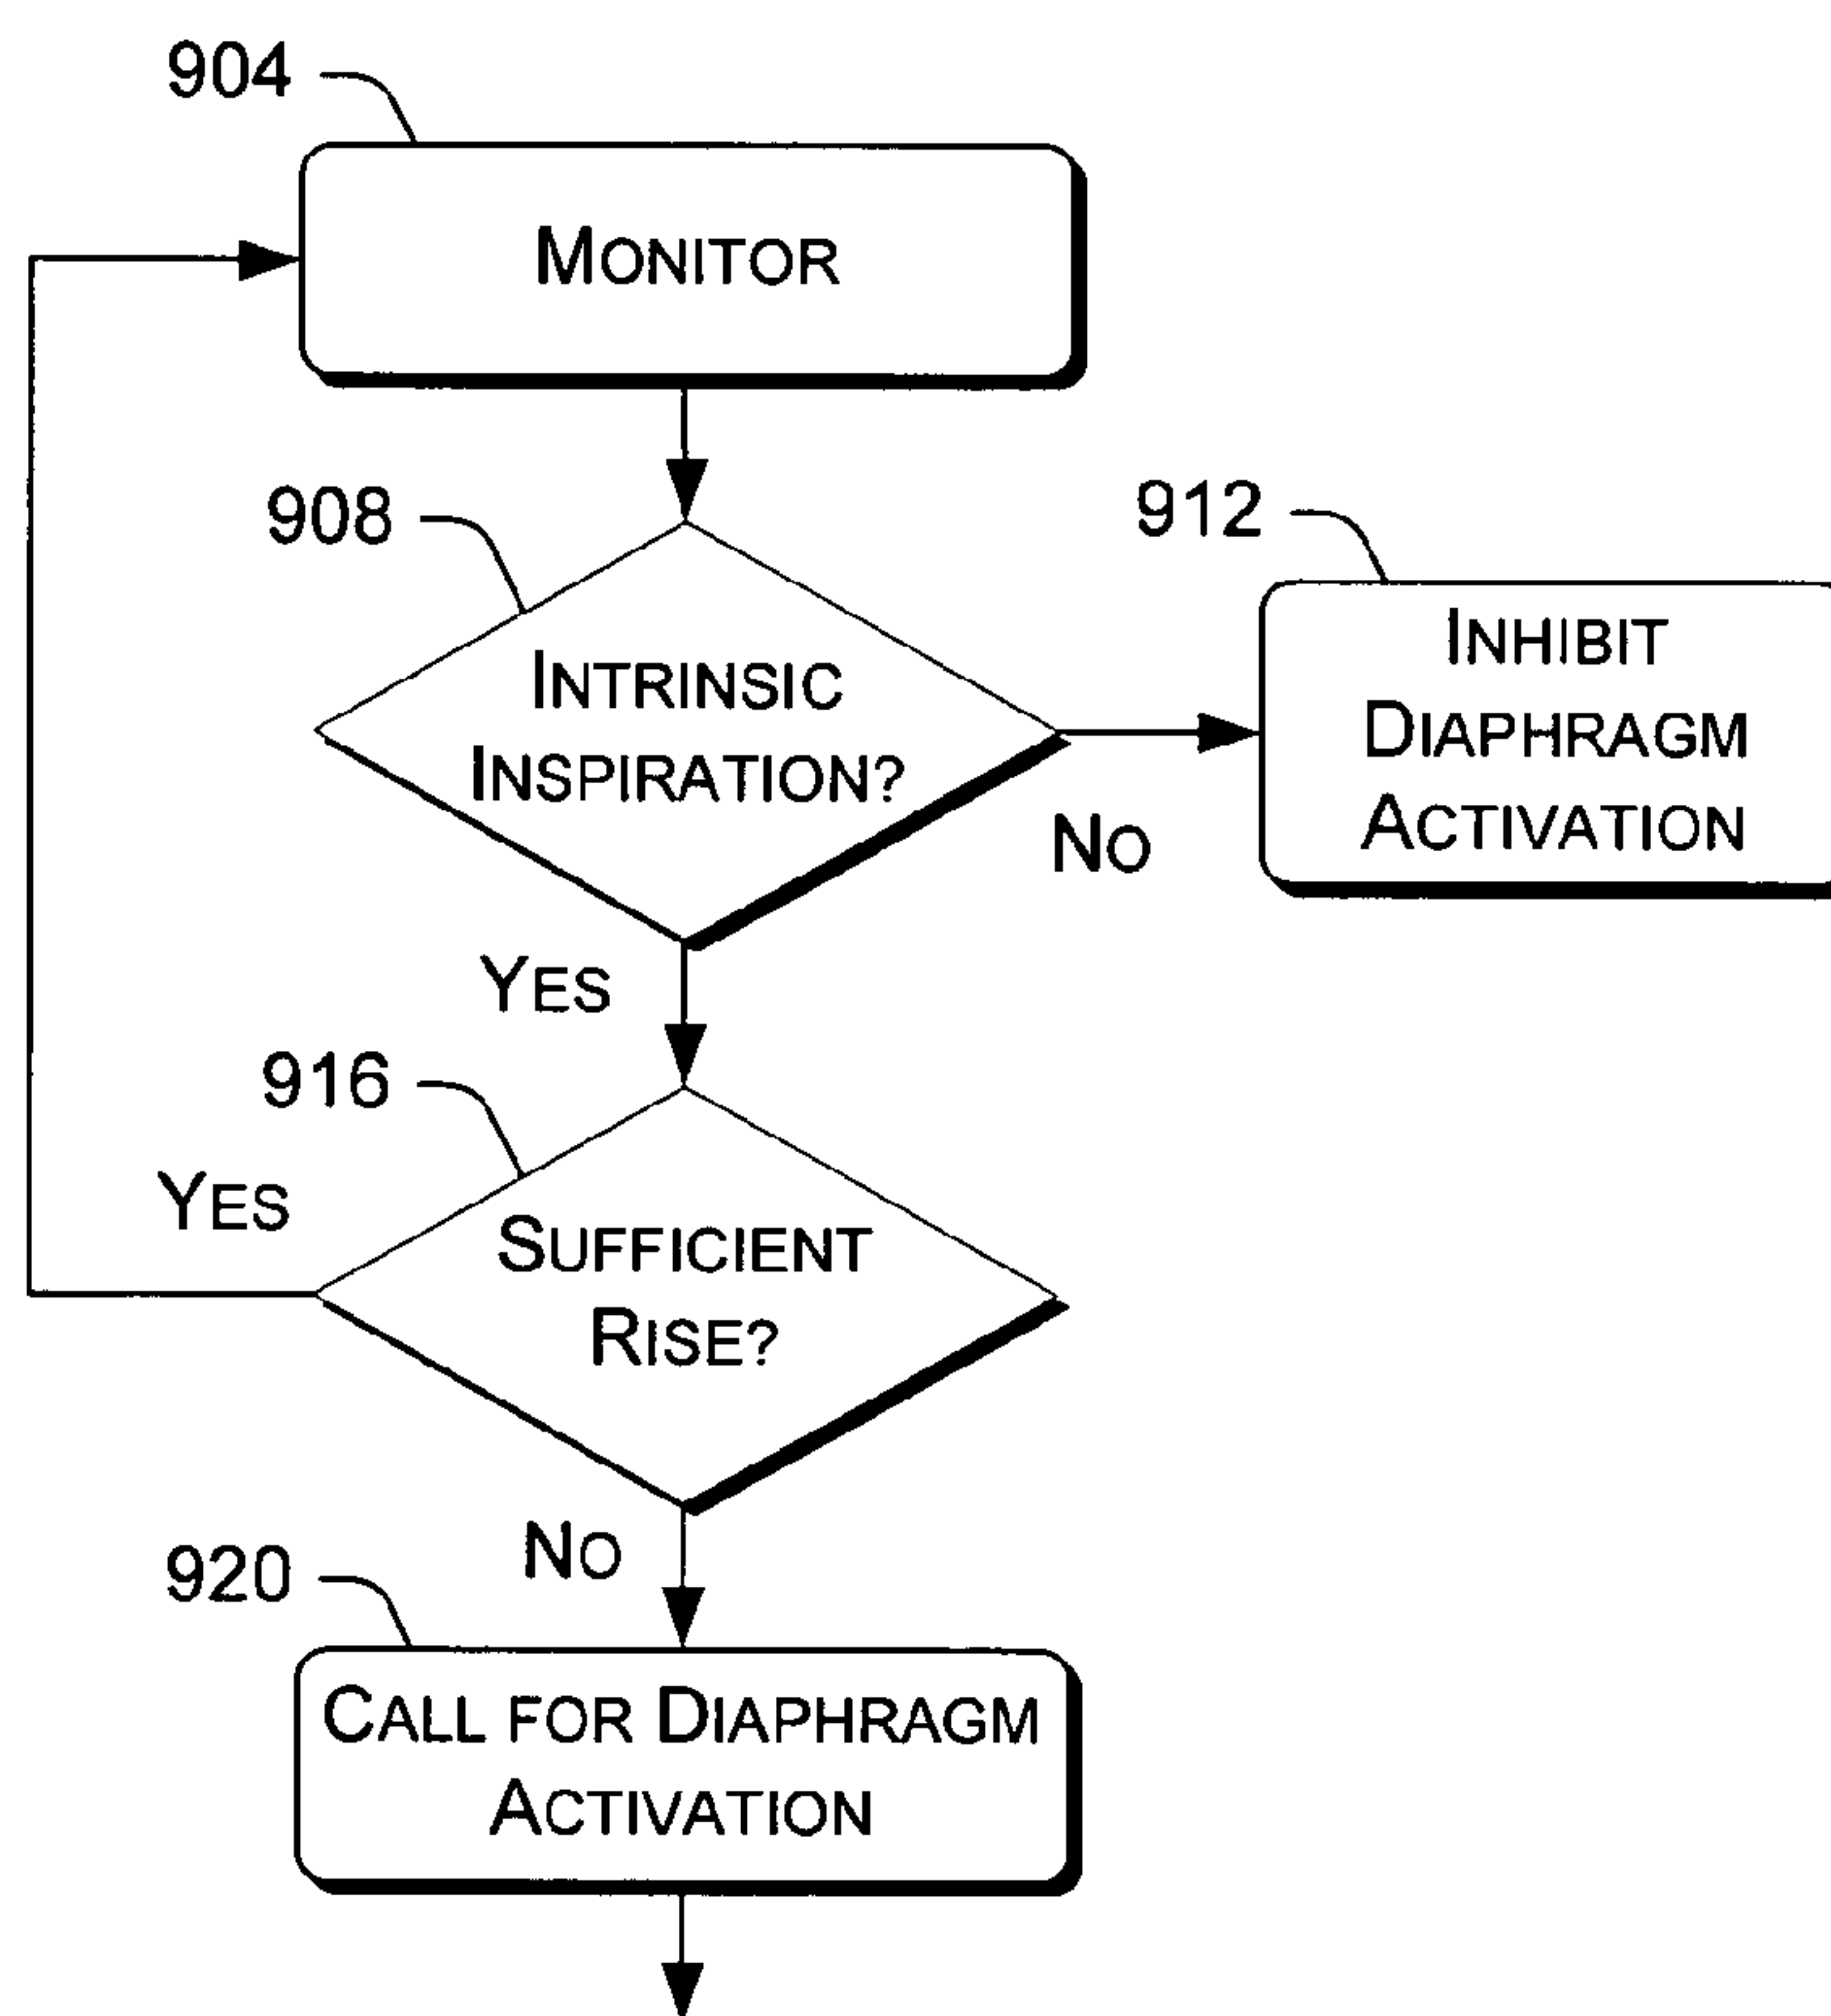 904
MONITOR
908
INTRINSIC
INSPIRATION?
NO
912
INHIBIT
DIAPHRAGM
ACTIVATION
YES
916
YES
SUFFICIENT
RISE?
NO
920
CALL FOR DIAPHRAGM
ACTIVATION